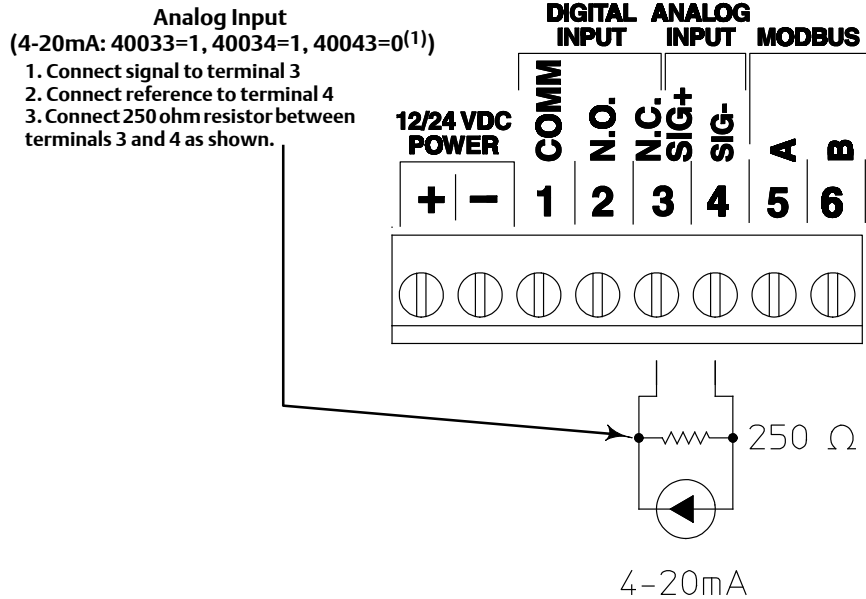 Analog Input
(4-20mA: 40033=1, 40034=1, 40043=0(1))
1. Connect signal to terminal 3
2. Connect reference to terminal 4
3. Connect 250 ohm resistor between
terminals 3 and 4 as shown.
DIGITAL INPUT
ANALOG INPUT
MODBUS
12/24 VDC
POWER
COMM
N.O.
N.C.
SIG+
SIG-
A
B
+ - 1 2 3 4 5 6
250 Ω
4-20mA